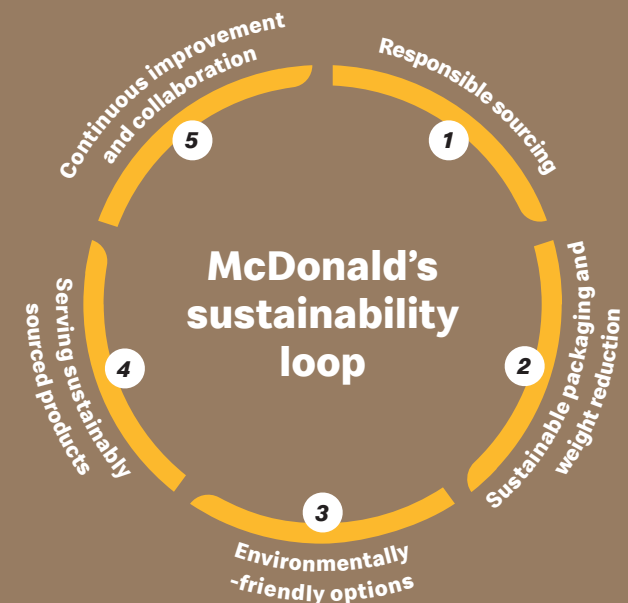 McDonald's
sustainability
loop
1
Responsible sourcing
2
Sustainable packaging and
weight reduction
3
Environmentally
-friendly options
4
Serving sustainably
sourced products
5
Continuous improvement
and collaboration